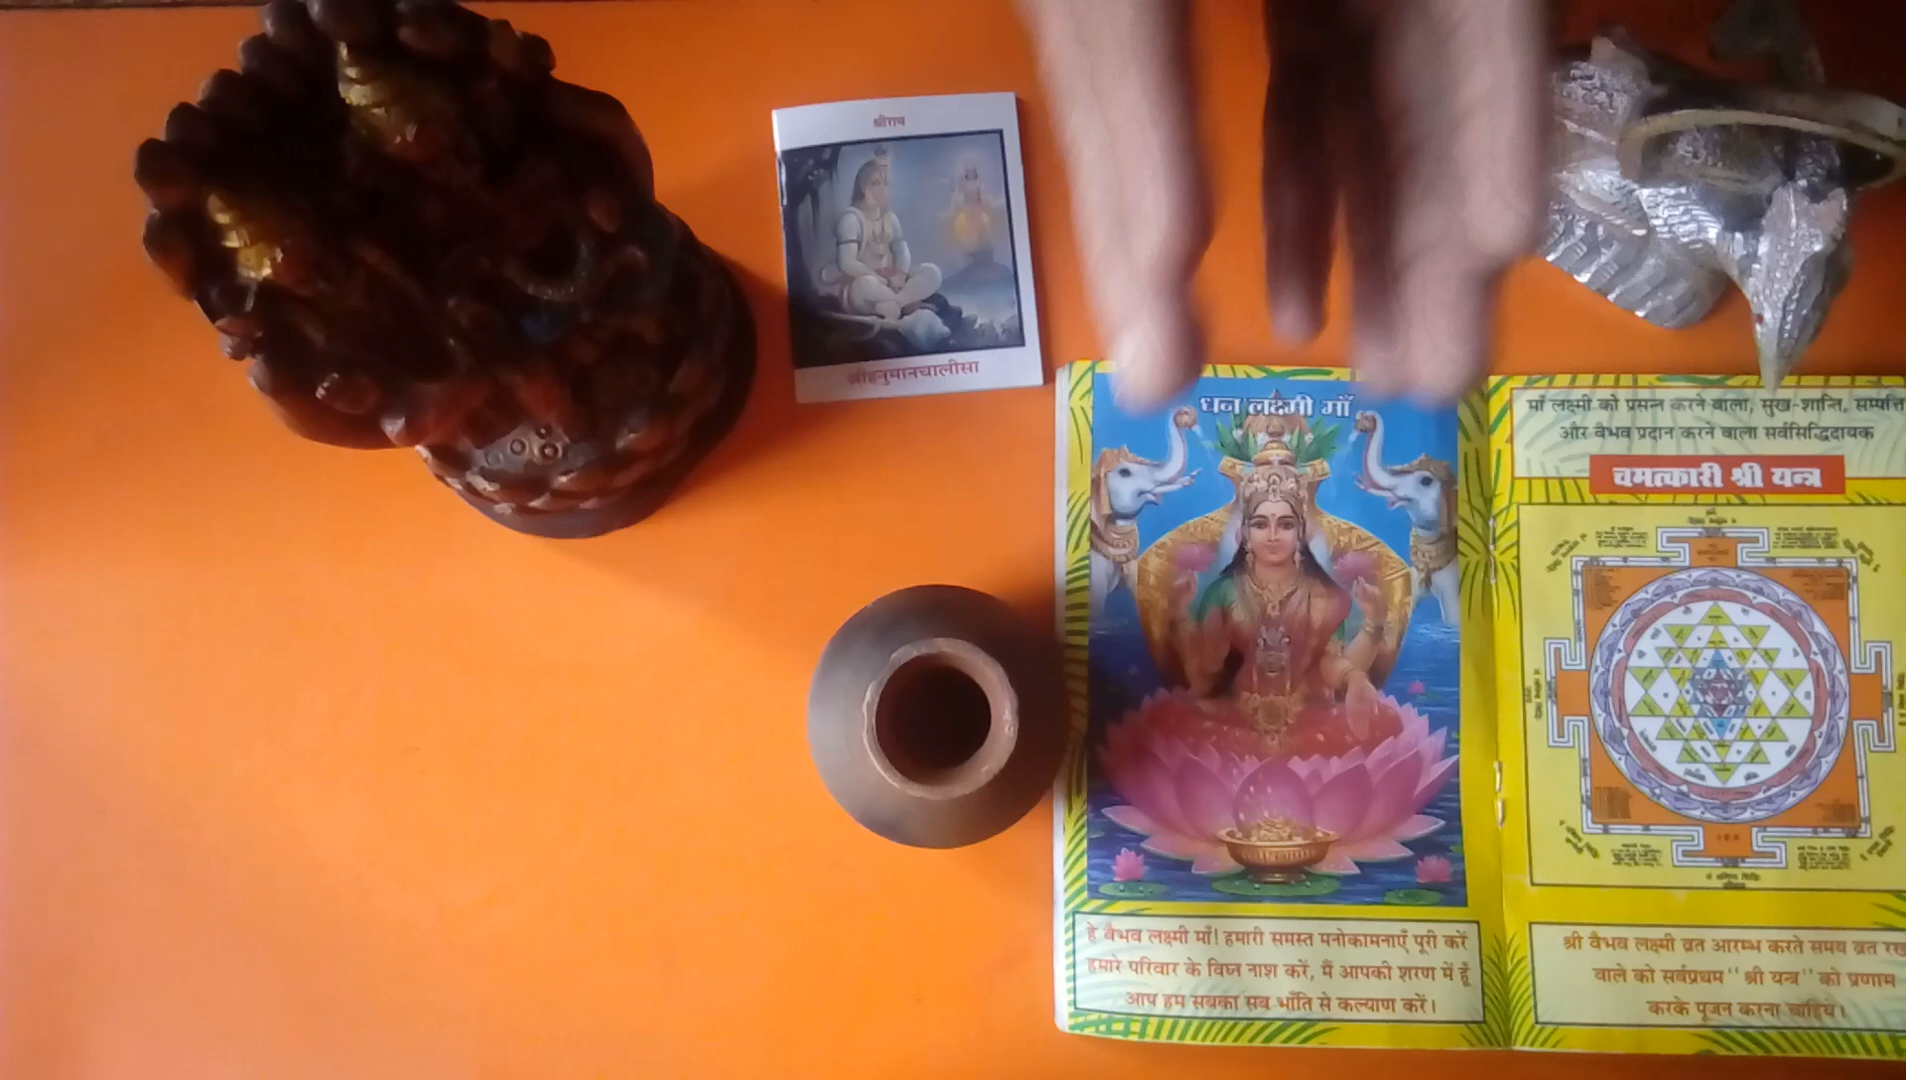 श्रीराम
श्रीहनुमानचालीसा
धन लक्ष्मी माँ
हे वैभव लक्ष्मी माँ! हमारी समस्त मनोकामनाएँ पूरी करें
हमारे परिवार के विघ्न नाश करें, मैं आपकी शरण में हूँ
आप हम सबका सब भाँति से कल्याण करें।
माँ लक्ष्मी को प्रसन्न करने वाला, सुख-शान्ति, सम्पत्ति
और वैभव प्रदान करने वाला सर्वसिद्धिदायक
चमत्कारी श्री यन्त्र
श्री वैभव लक्ष्मी व्रत आरम्भ करते समय व्रत रख
वाले को सर्वप्रथम "श्री यन्त्र" को प्रणाम
करके पूजन करना चाहिये।